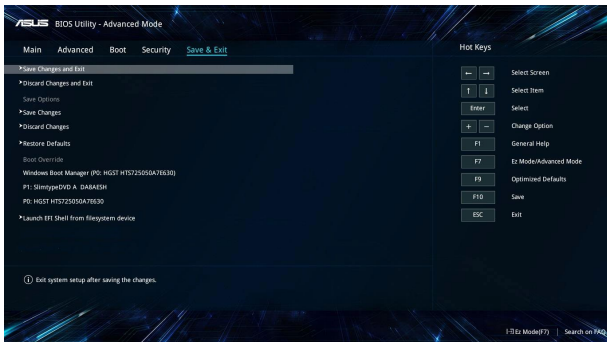 ASUS BIOS Utility - Advanced Mode
Main Advanced Boot Security Save & Exit
Hot Keys
Save Changes and Exit
Discard Changes and Exit
Save Options
Save Changes
Discard Changes
Restore Defaults
Boot Override
Windows Boot Manager (P0: HGST HTS725050A7E630)
P1: SlimtypeDVD A DA8AESH
P0: HGST HTS725050A7E630
Launch EFI Shell from filesystem device
← → Select Screen
↑ ↓ Select Item
Enter Select
+ − Change Option
F1 General Help
F7 Ez Mode/Advanced Mode
F9 Optimized Defaults
F10 Save
ESC Exit
Exit system setup after saving the changes.
Ez Mode(F7) | Search on FAQ